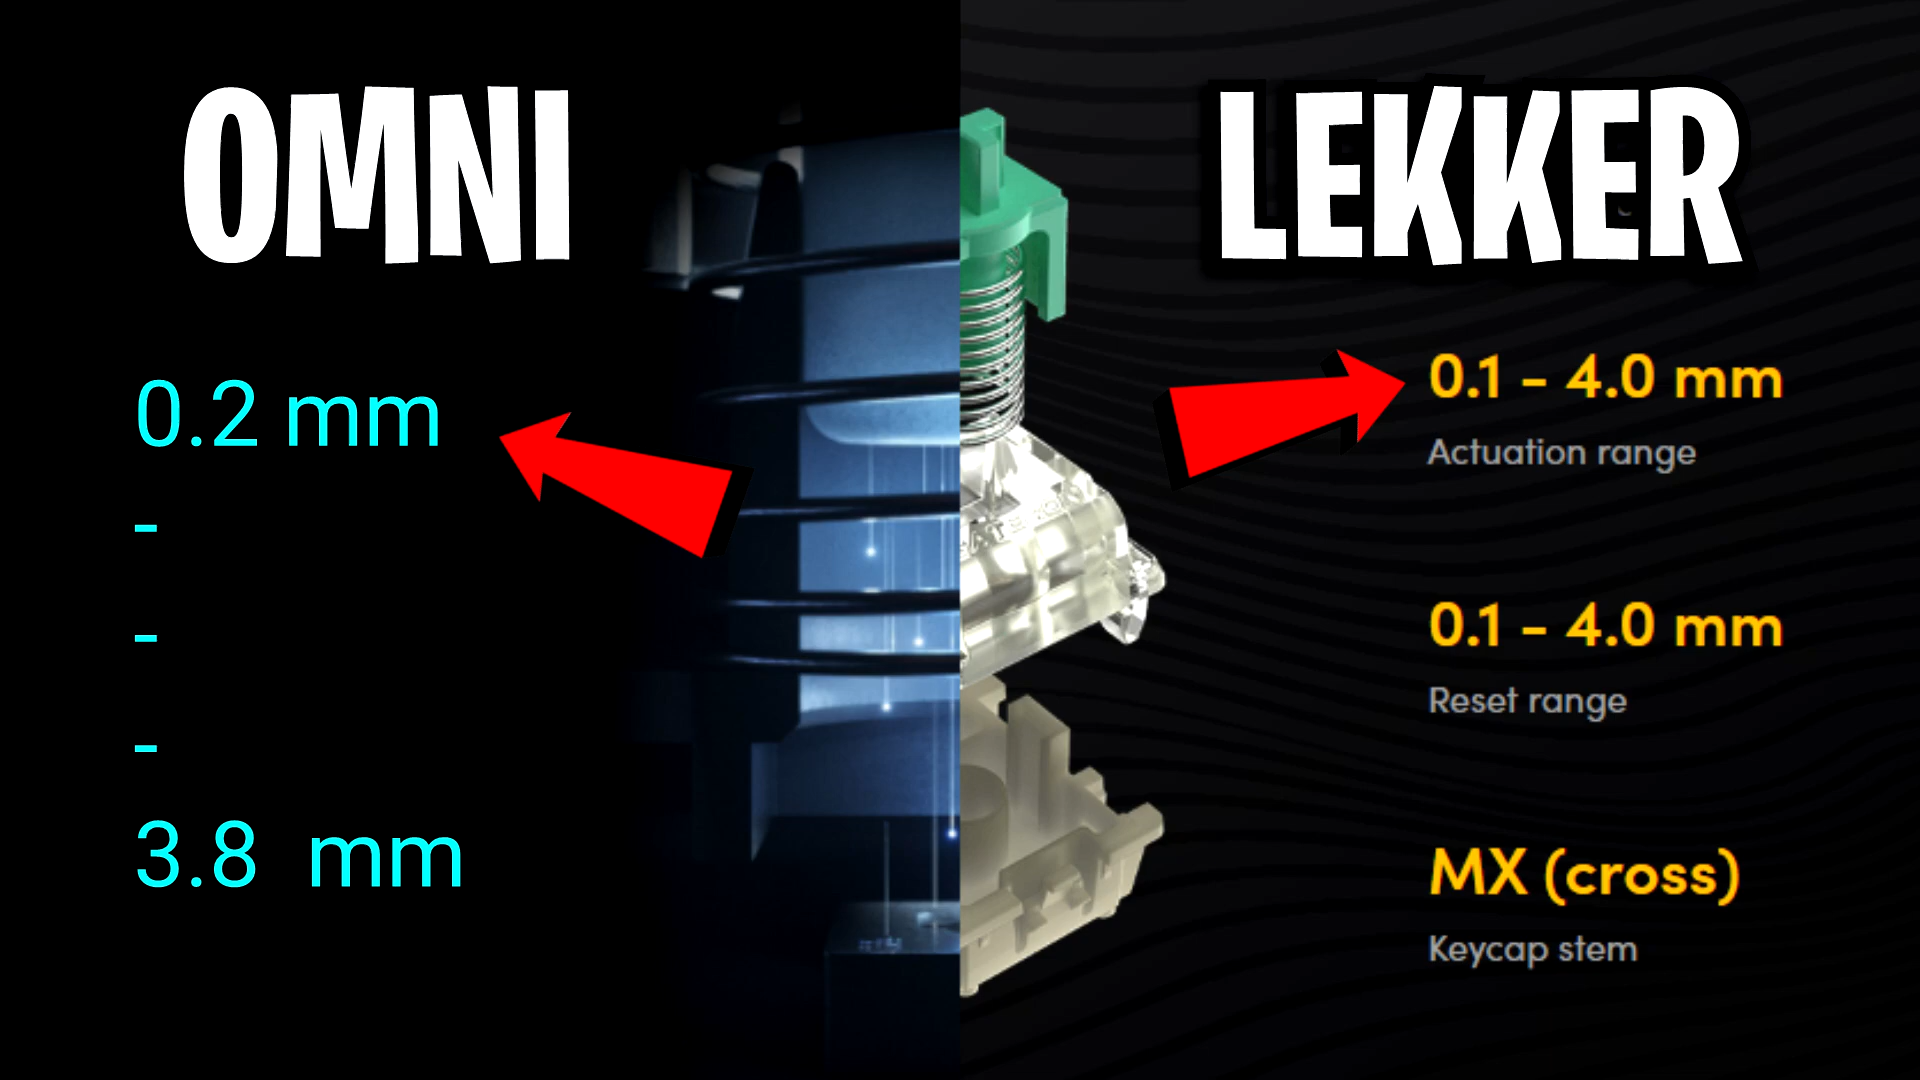 OMNI
0.2 mm
-
-
-
3.8 mm
LEKKER
0.1 - 4.0 mm
Actuation range
0.1 - 4.0 mm
Reset range
MX (cross)
Keycap stem